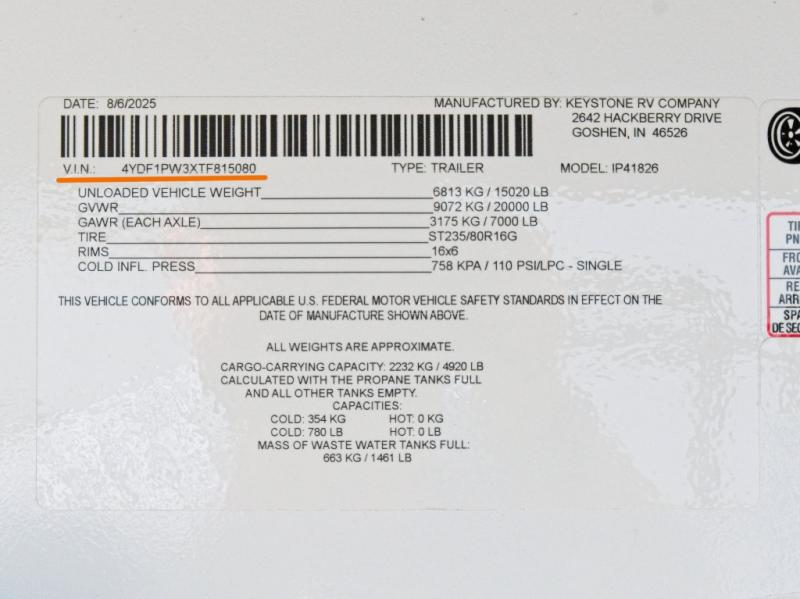 DATE: 8/6/2025
MANUFACTURED BY: KEYSTONE RV COMPANY
2642 HACKBERRY DRIVE
GOSHEN, IN 46526
V.I.N.: 4YDF1PW3XTF815080 TYPE: TRAILER MODEL: IP41826
UNLOADED VEHICLE WEIGHT 6813 KG / 15020 LB
GVWR 9072 KG / 20000 LB
GAWR (EACH AXLE) 3175 KG / 7000 LB
TIRE ST235/80R16G
RIMS 16x6
COLD INFL. PRESS 758 KPA / 110 PSI/LPC - SINGLE
THIS VEHICLE CONFORMS TO ALL APPLICABLE U.S. FEDERAL MOTOR VEHICLE SAFETY STANDARDS IN EFFECT ON THE
DATE OF MANUFACTURE SHOWN ABOVE.
ALL WEIGHTS ARE APPROXIMATE.
CARGO-CARRYING CAPACITY: 2232 KG / 4920 LB
CALCULATED WITH THE PROPANE TANKS FULL
AND ALL OTHER TANKS EMPTY.
CAPACITIES:
COLD: 354 KG HOT: 0 KG
COLD: 780 LB HOT: 0 LB
MASS OF WASTE WATER TANKS FULL:
663 KG / 1461 LB